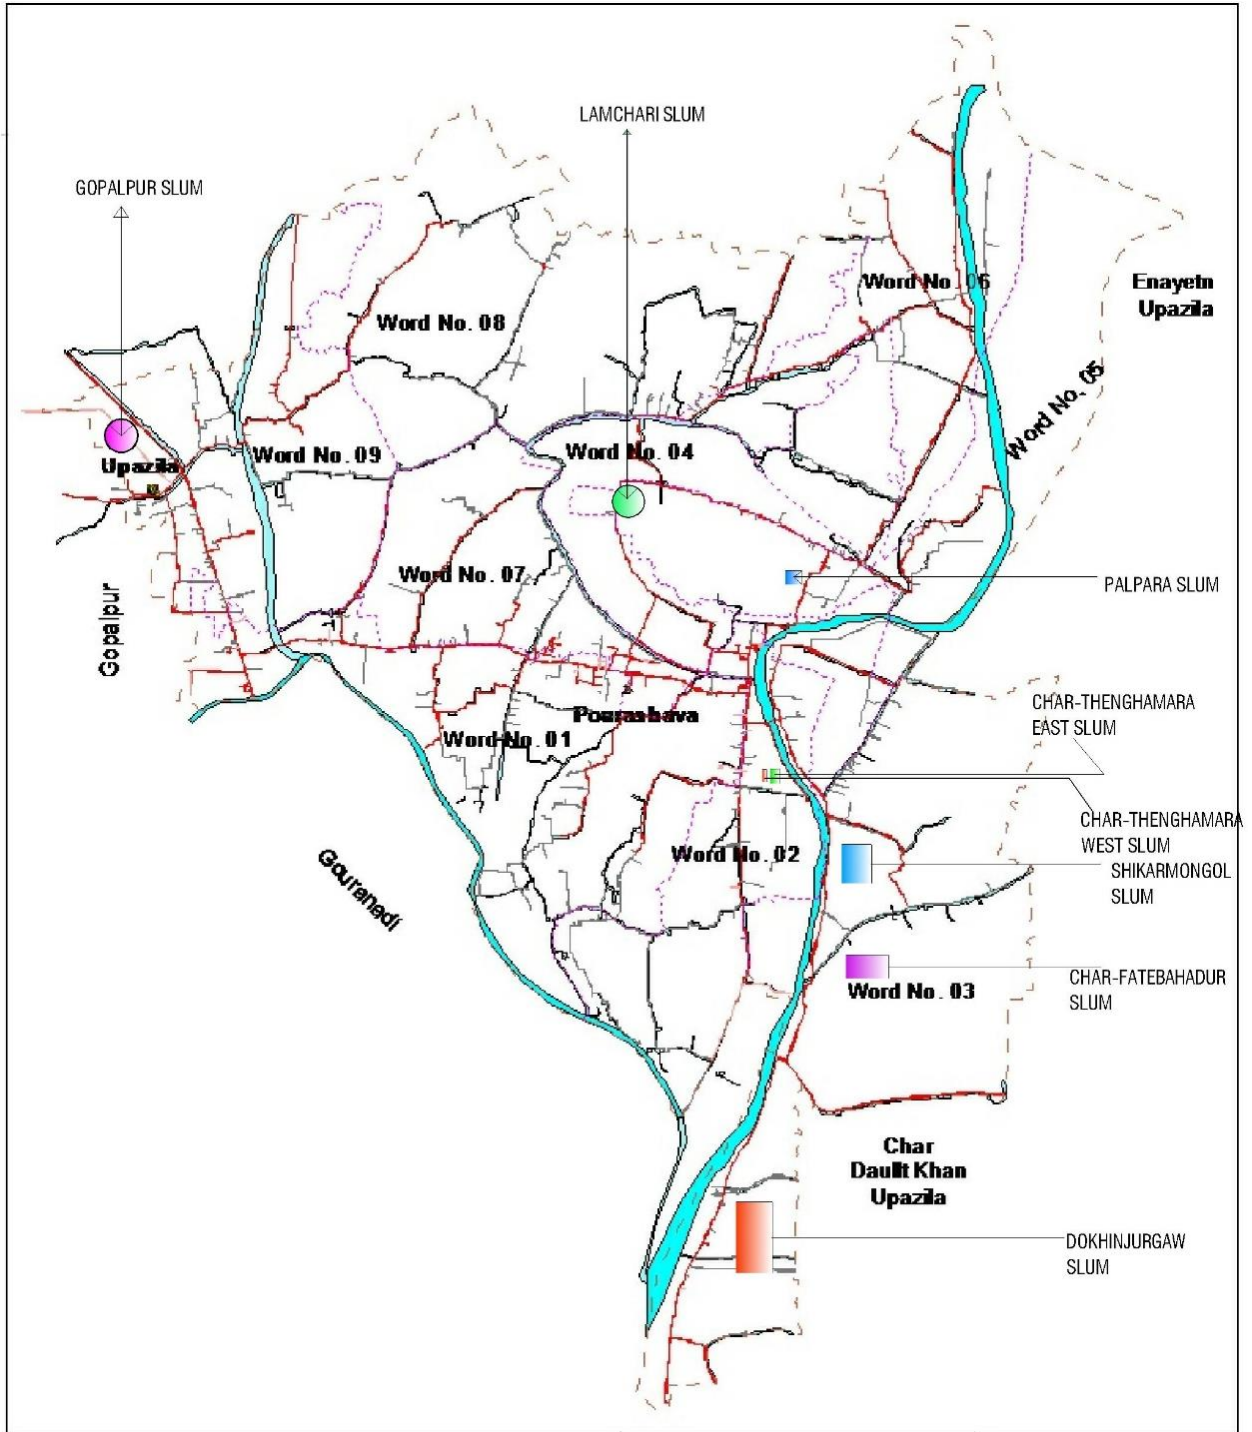 LAMCHARI SLUM
GOPALPUR SLUM
Word No. 06
Enayetn
Upazila
Word No. 08
Word No. 05
Word No. 09
Word No. 04
Upazila
Word No. 07
PALPARA SLUM
Gopalpur
CHAR-THENGHAMARA
EAST SLUM
Pourashava
Word No. 01
CHAR-THENGHAMARA
WEST SLUM
Word No. 02
SHIKARMONGOL
SLUM
Gouranadi
CHAR-FATEBAHADUR
SLUM
Word No. 03
Char
Daullt Khan
Upazila
DOKHINJURGAW
SLUM